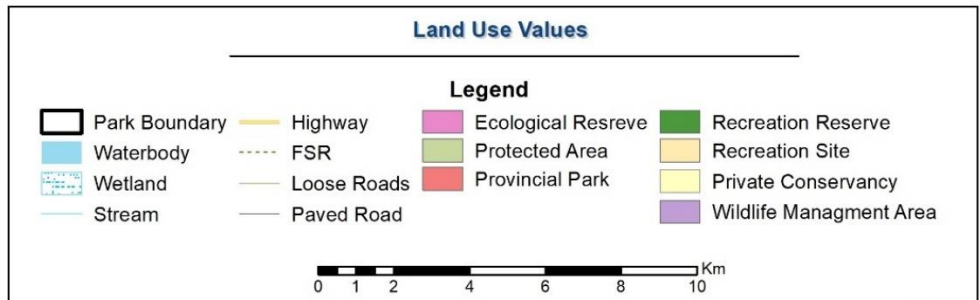 Land Use Values
Legend
Park Boundary
Waterbody
Wetland
Stream
Highway
FSR
Loose Roads
Paved Road
Ecological Resreve
Protected Area
Provincial Park
Recreation Reserve
Recreation Site
Private Conservancy
Wildlife Managment Area
Km
0 1 2 4 6 8 10